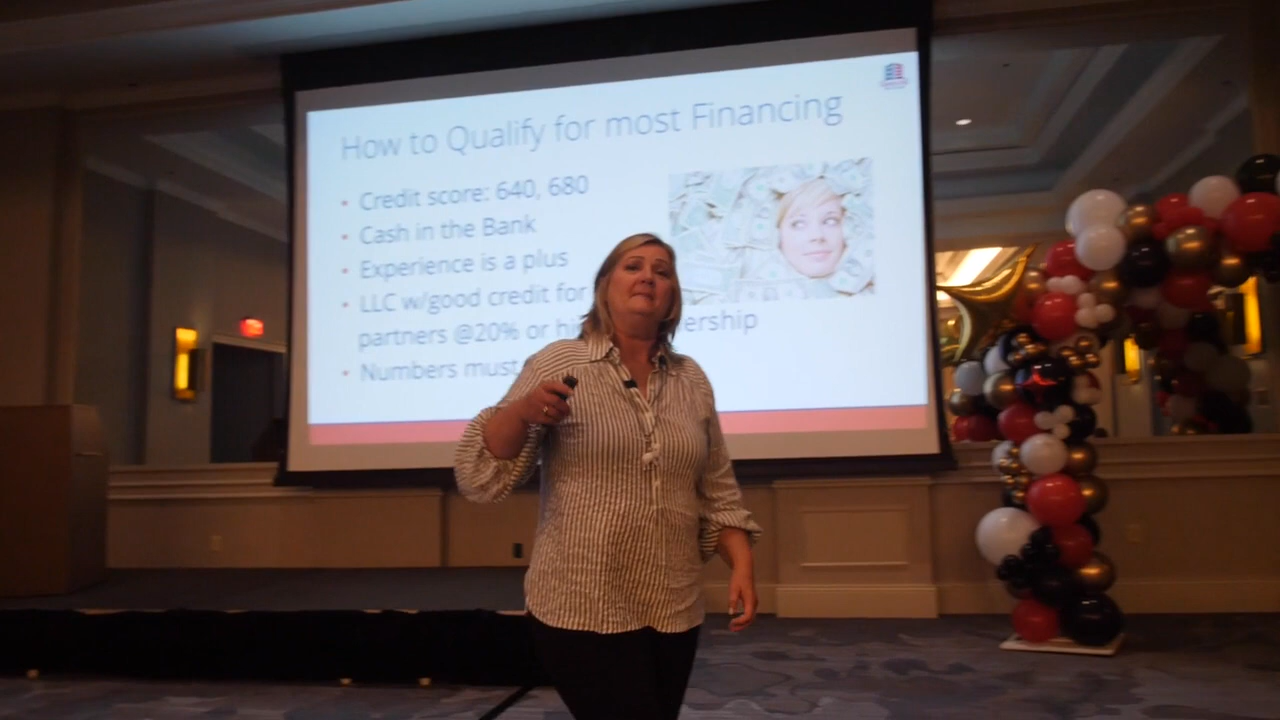 How to Qualify for most Financing
• Credit score: 640, 680
• Cash in the Bank
• Experience is a plus
• LLC w/good credit for
partners @20% or hi ership
• Numbers must